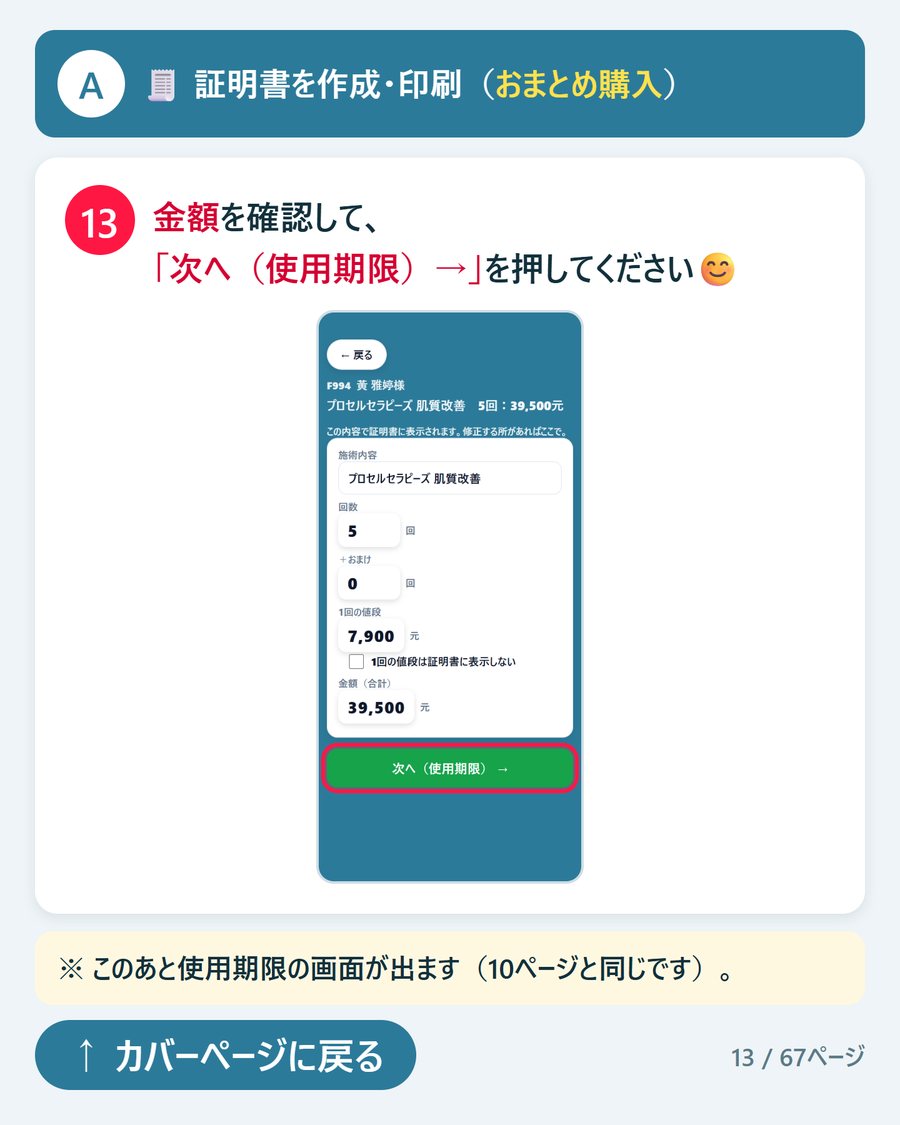 A 証明書を作成・印刷（おまとめ購入）
13 金額を確認して、
「次へ（使用期限）→」を押してください
← 戻る
F994 黄 雅婷様
プロセルセラピーズ 肌質改善 5回：39,500元
この内容で証明書に表示されます。修正する所があればここで。
施術内容
プロセルセラピーズ 肌質改善
回数
5 回
＋おまけ
0 回
1回の値段
7,900 元
1回の値段は証明書に表示しない
金額（合計）
39,500 元
次へ（使用期限） →
※ このあと使用期限の画面が出ます（10ページと同じです）。
↑ カバーページに戻る
13 / 67ページ